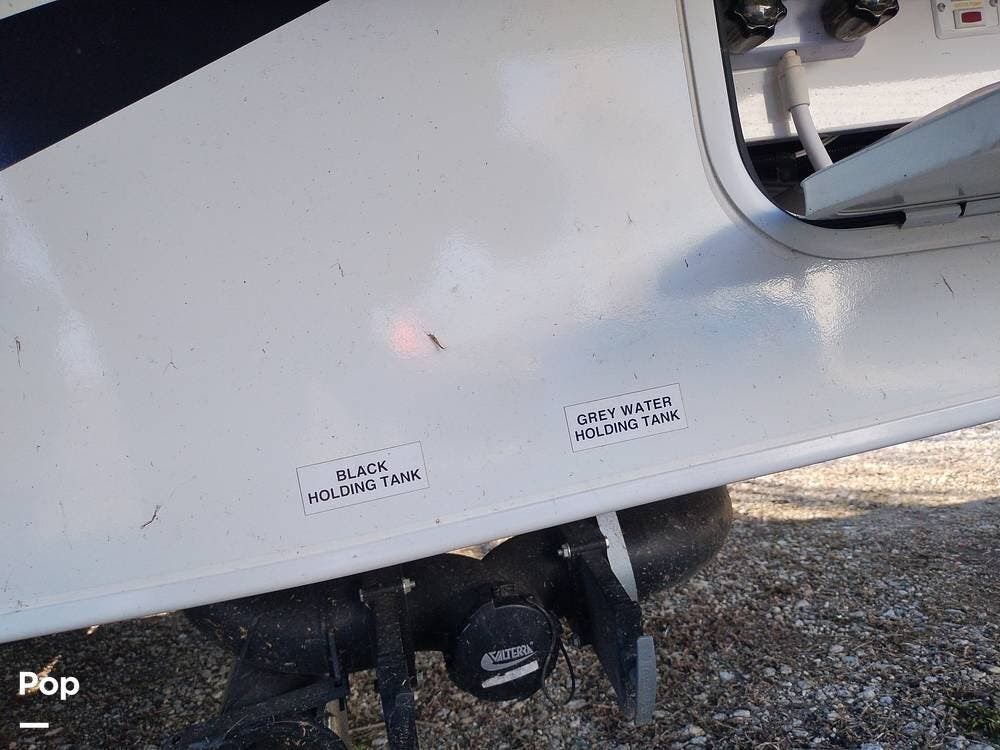 GREY WATER
HOLDING TANK
BLACK
HOLDING TANK
VALTERRA
Pop